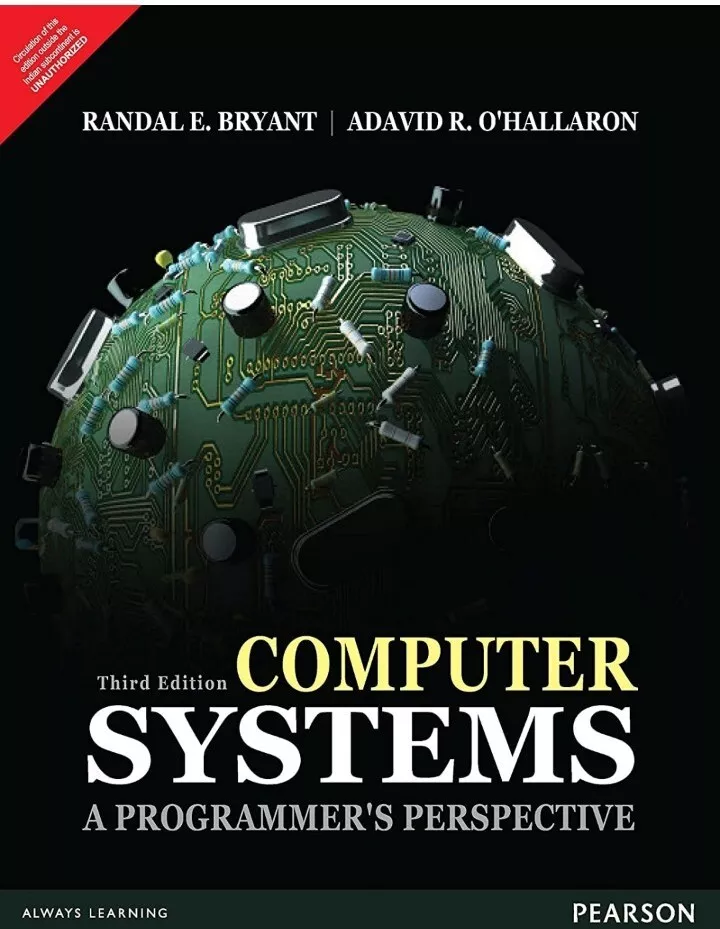 Circulation of this
edition outside the
Indian subcontinent is
UNAUTHORIZED
RANDAL E. BRYANT | ADAVID R. O'HALLARON
Third Edition COMPUTER
SYSTEMS
A PROGRAMMER'S PERSPECTIVE
ALWAYS LEARNING PEARSON